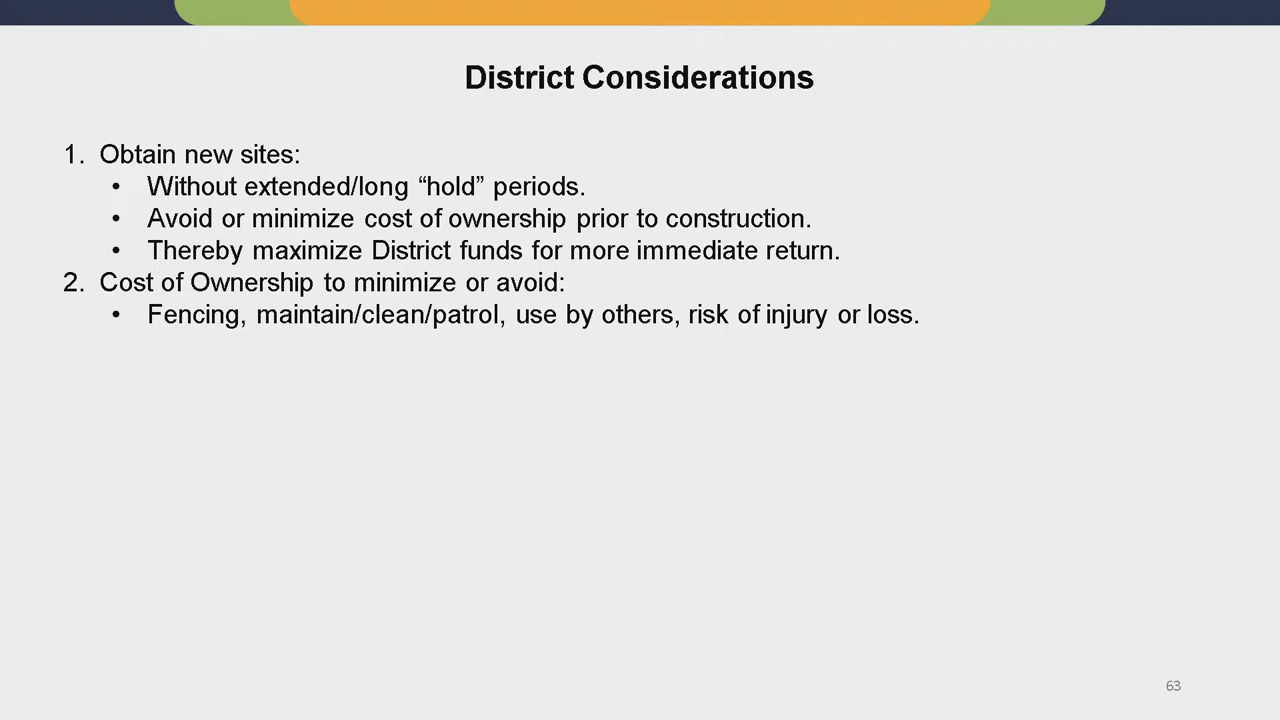 District Considerations
1. Obtain new sites:
• Without extended/long “hold” periods.
• Avoid or minimize cost of ownership prior to construction.
• Thereby maximize District funds for more immediate return.
2. Cost of Ownership to minimize or avoid:
• Fencing, maintain/clean/patrol, use by others, risk of injury or loss.
63